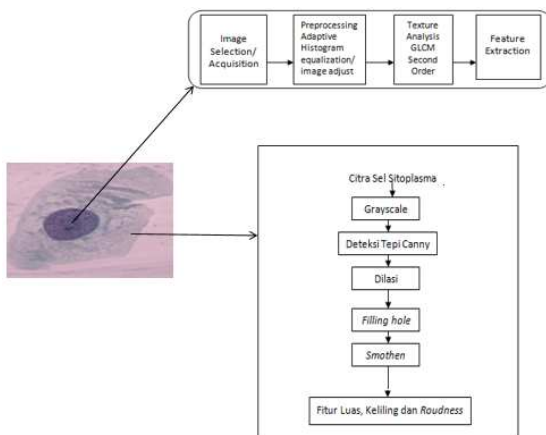 Image
Selection/
Acquisition
Preprocessing
Adaptive
Histogram
equalization/
image adjust
Texture
Analysis
GLCM
Second
Order
Feature
Extraction
Citra Sel Sitoplasma
Grayscale
Deteksi Tepi Canny
Dilasi
Filling hole
Smothen
Fitur Luas, Keliling dan Roudness